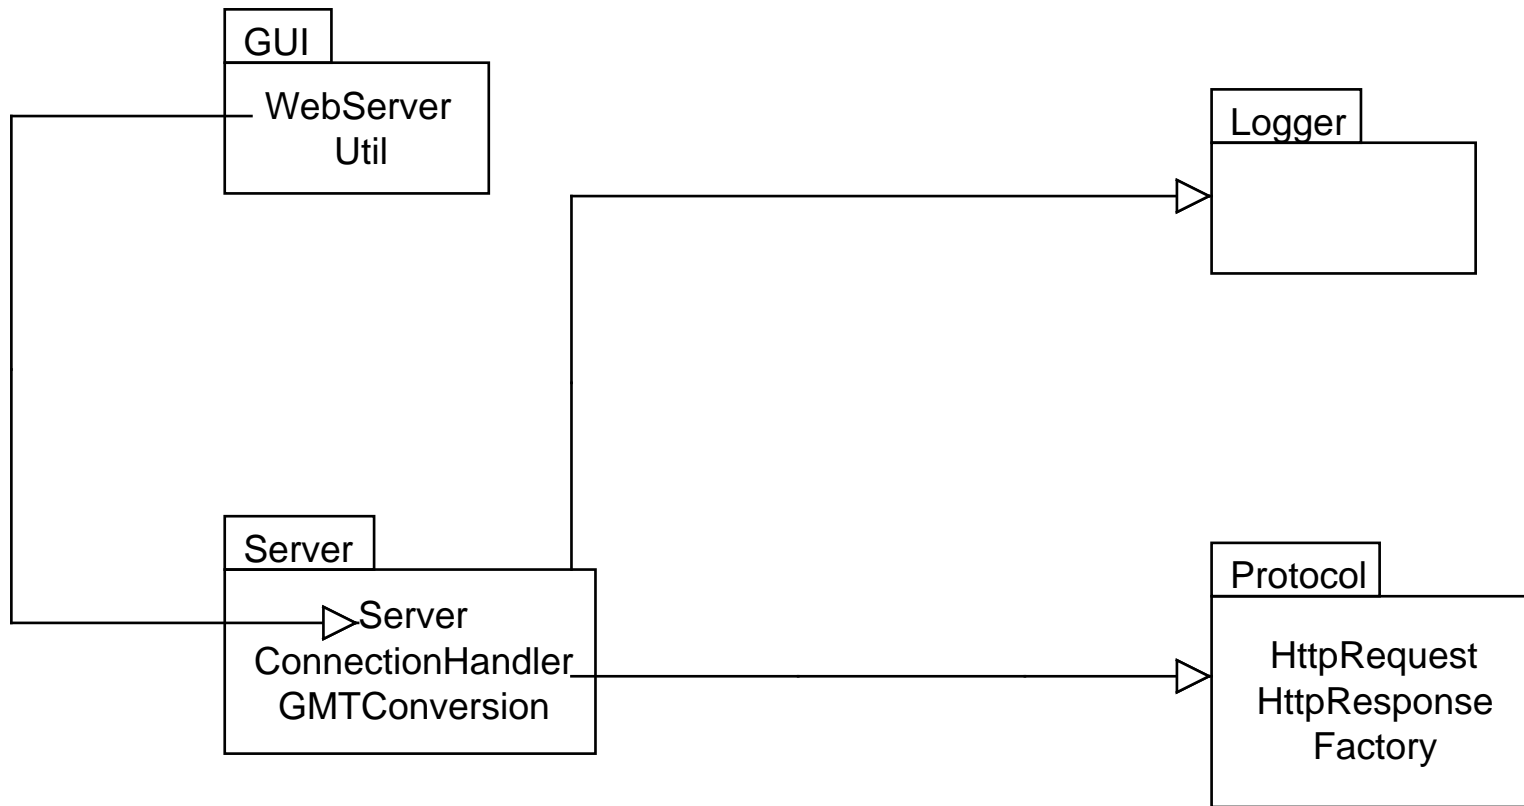 GUI
WebServer
Util
Logger
Server
Server
ConnectionHandler
GMTConversion
Protocol
HttpRequest
HttpResponse
Factory